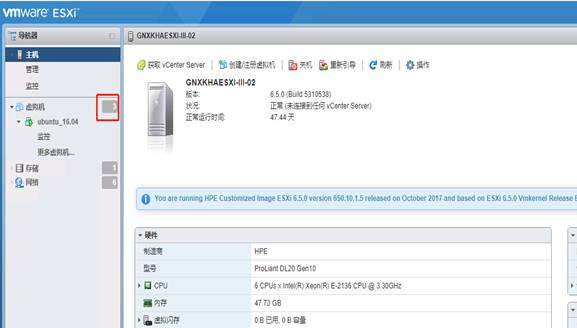 vmware ESXi
导航器
主机
管理
监控
虚拟机
3
ubuntu_16.04
监控
更多虚拟机...
存储
1
网络
6
GNXKHAESXI-III-02
获取 vCenter Server
创建/注册虚拟机
关机
重新引导
刷新
操作
GNXKHAESXI-III-02
版本: 6.5.0 (Build 5310538)
状况: 正常 (未连接到任何 vCenter Server)
正常运行时间: 47.44 天
You are running HPE Customized Image ESXi 6.5.0 version 650.10.1.5 released on October 2017 and based on ESXi 6.5.0 Vmkernel Release B
硬件
制造商 HPE
型号 ProLiant DL20 Gen10
CPU 6 CPUs x Intel(R) Xeon(R) E-2136 CPU @ 3.30GHz
内存 47.73 GB
虚拟闪存 0 B 已用, 0 B 容量